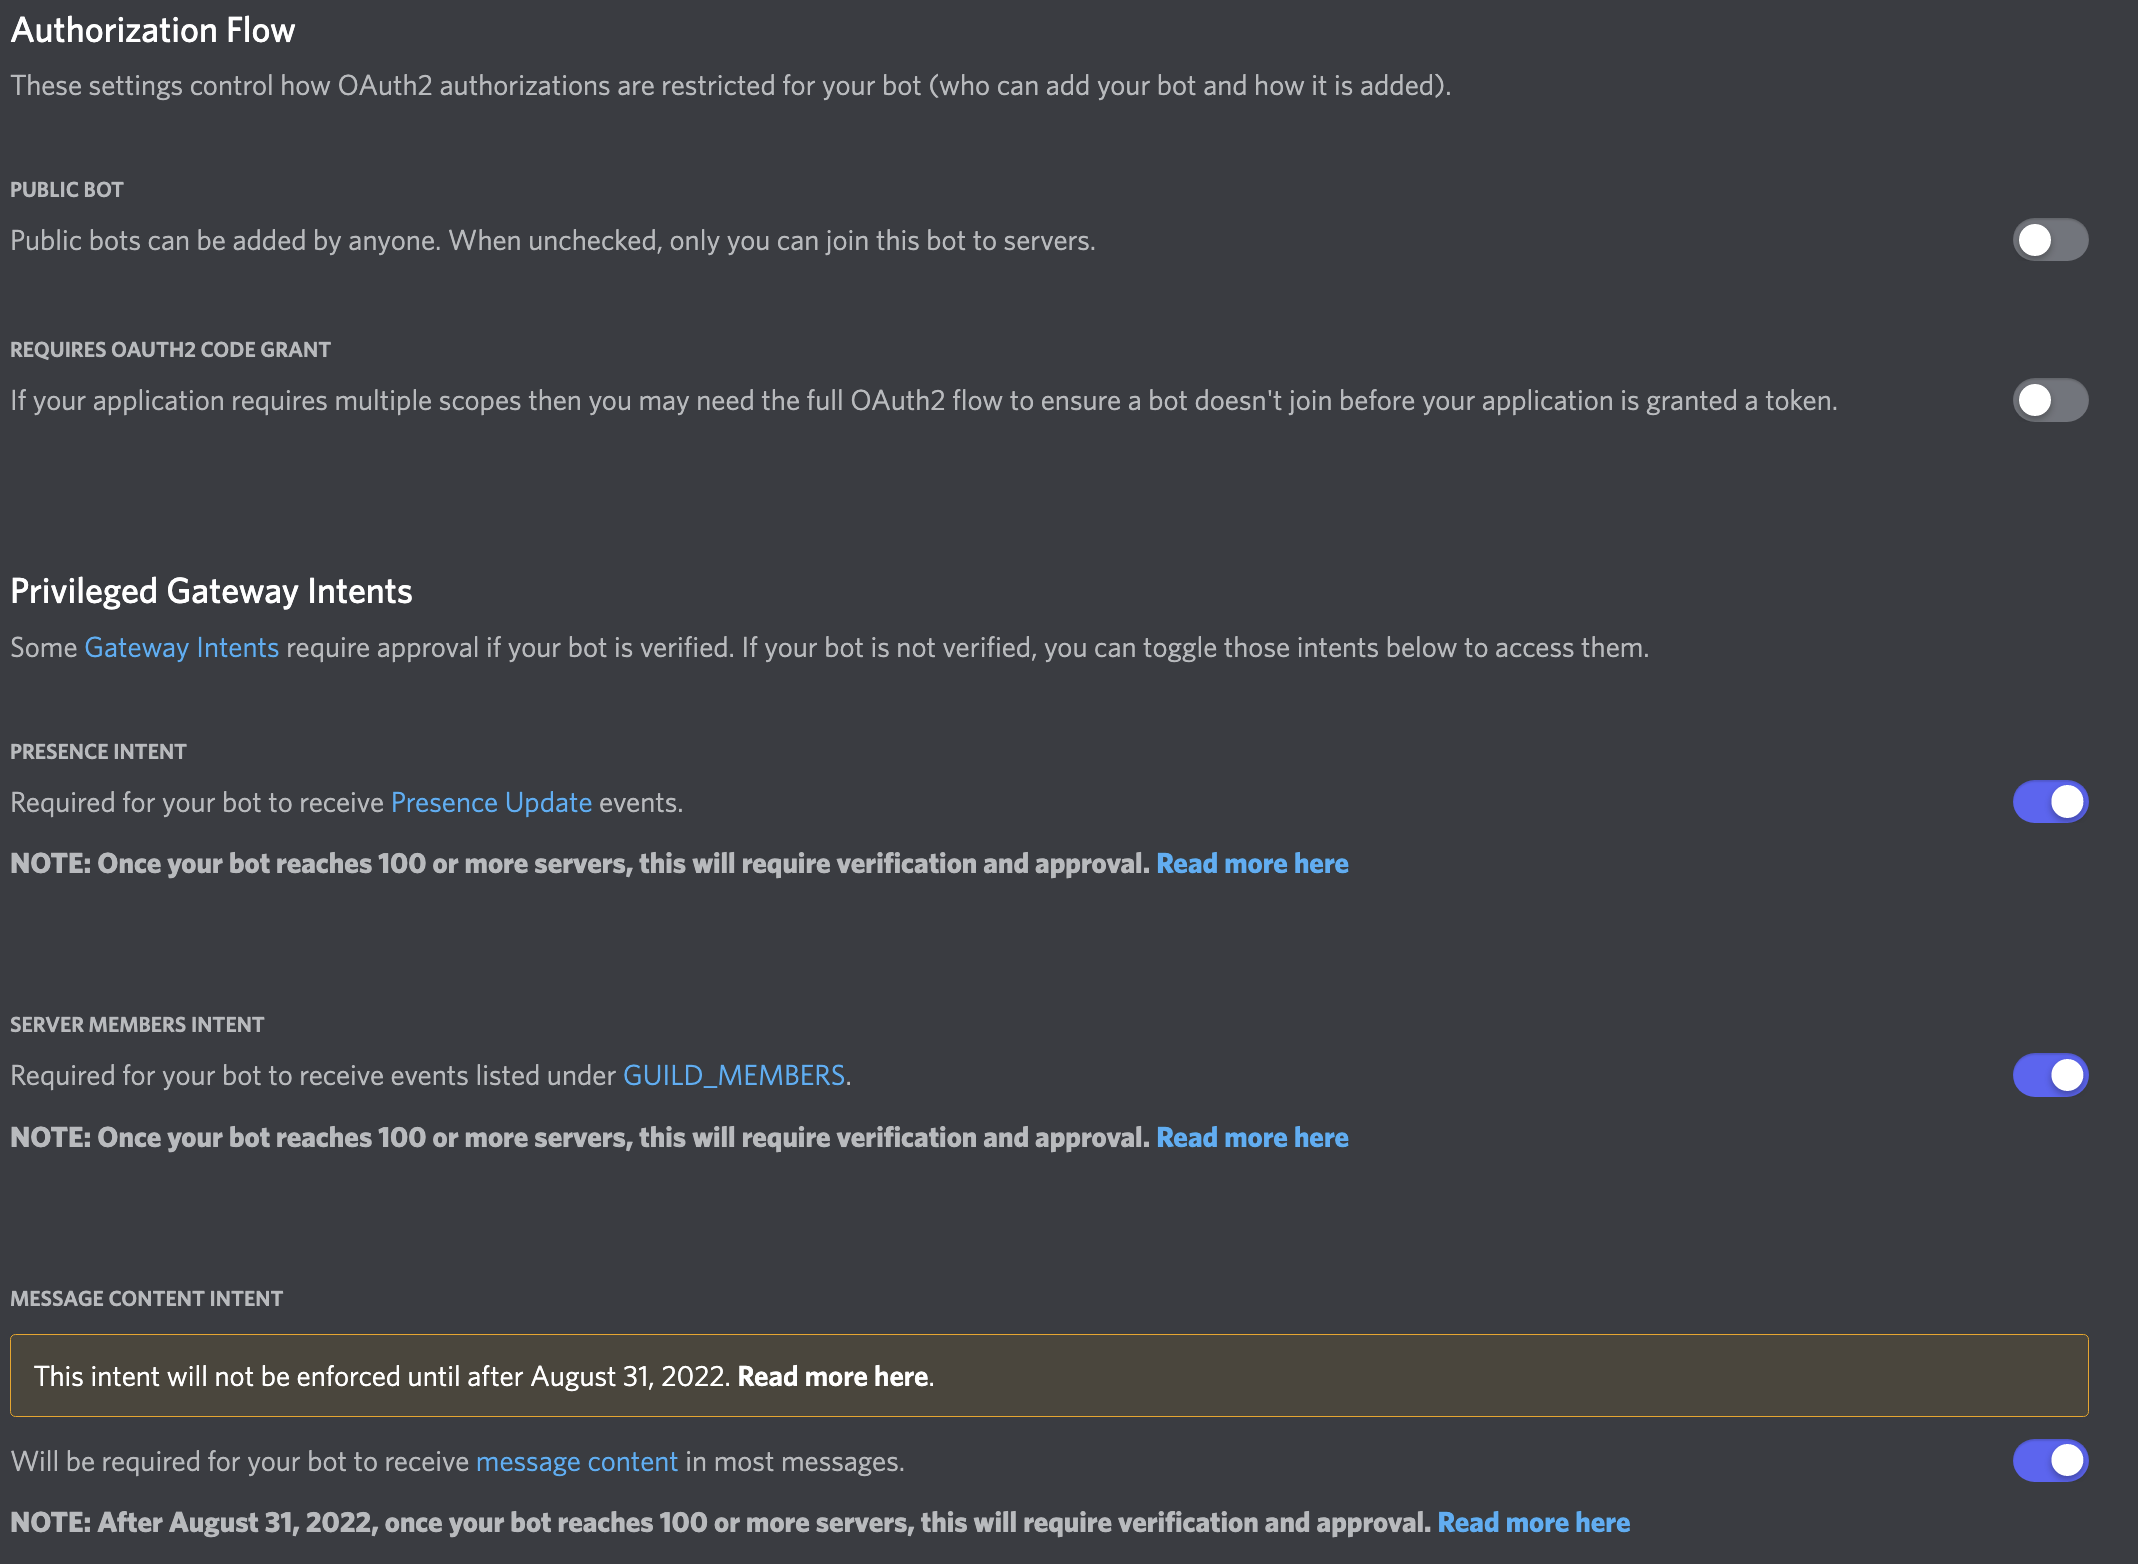 Authorization Flow
These settings control how OAuth2 authorizations are restricted for your bot (who can add your bot and how it is added).
PUBLIC BOT
Public bots can be added by anyone. When unchecked, only you can join this bot to servers.
REQUIRES OAUTH2 CODE GRANT
If your application requires multiple scopes then you may need the full OAuth2 flow to ensure a bot doesn't join before your application is granted a token.
Privileged Gateway Intents
Some Gateway Intents require approval if your bot is verified. If your bot is not verified, you can toggle those intents below to access them.
PRESENCE INTENT
Required for your bot to receive Presence Update events.
NOTE: Once your bot reaches 100 or more servers, this will require verification and approval. Read more here
SERVER MEMBERS INTENT
Required for your bot to receive events listed under GUILD_MEMBERS.
NOTE: Once your bot reaches 100 or more servers, this will require verification and approval. Read more here
MESSAGE CONTENT INTENT
This intent will not be enforced until after August 31, 2022. Read more here.
Will be required for your bot to receive message content in most messages.
NOTE: After August 31, 2022, once your bot reaches 100 or more servers, this will require verification and approval. Read more here